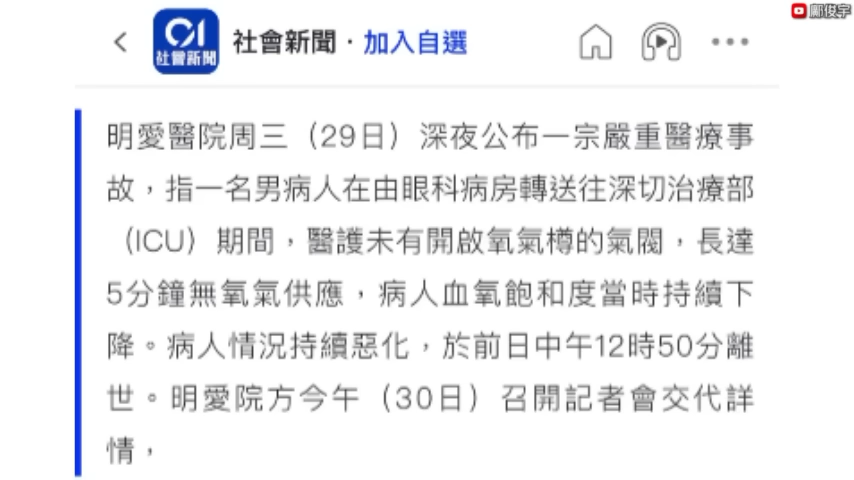 鄺俊宇
01
社會新聞
社會新聞·加入自選
明愛醫院周三（29日）深夜公布一宗嚴重醫療事
故，指一名男病人在由眼科病房轉送往深切治療部
（ICU）期間，醫護未有開啟氧氣樽的氣閥，長達
5分鐘無氧氣供應，病人血氧飽和度當時持續下
降。病人情況持續惡化，於前日中午12時50分離
世。明愛院方今午（30日）召開記者會交代詳
情，